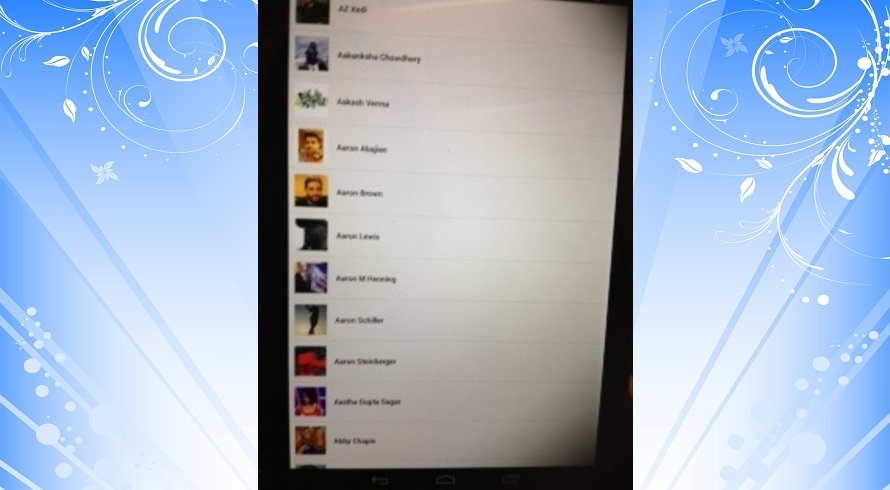 AZ Xedi
Aakanksha Chowdhery
Aakash Verma
Aaron Abajian
Aaron Brown
Aaron Lewis
Aaron M Henning
Aaron Schiller
Aaron Steinberger
Aastha Gupta Sagar
Abby Chapin